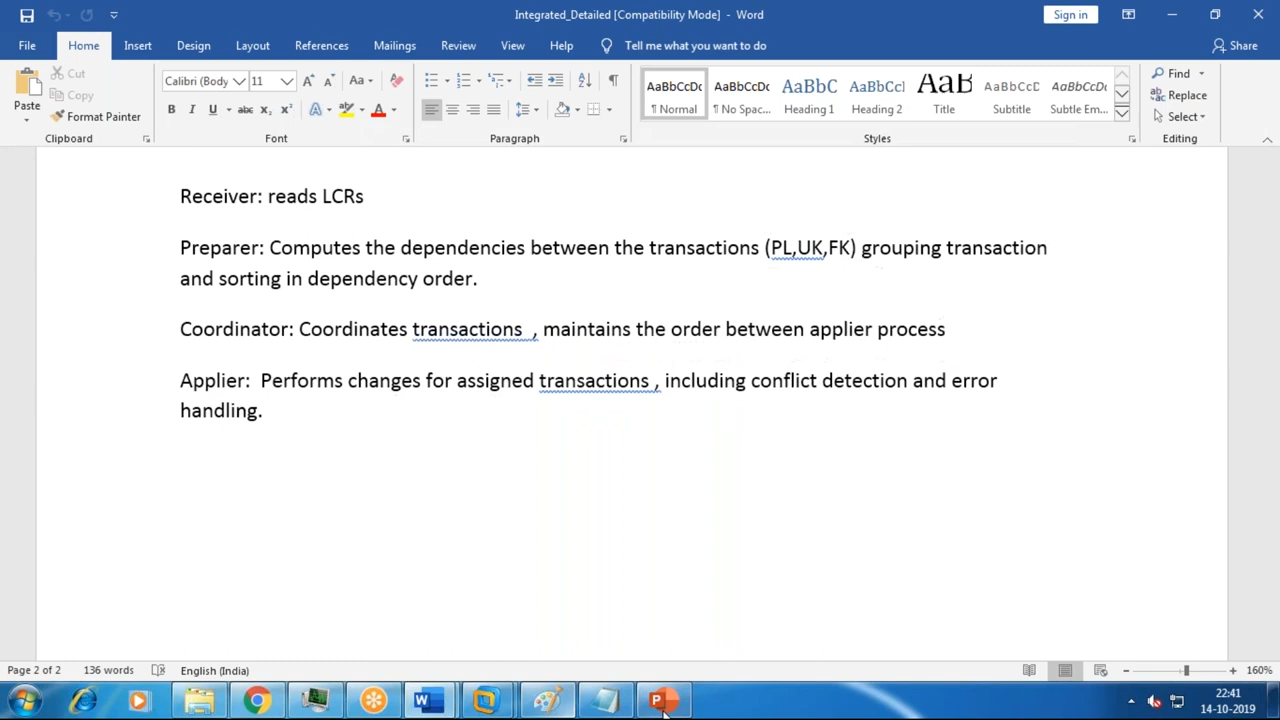 Integrated_Detailed [Compatibility Mode] - Word
Sign in
File Home Insert Design Layout References Mailings Review View Help Tell me what you want to do Share
Paste
Cut
Copy
Format Painter
Calibri (Body 11
AaBbCcDc ¶ Normal
AaBbCcDc ¶ No Spac...
AaBbC Heading 1
AaBbCcI Heading 2
AaB Title
AaBbCcD Subtitle
AaBbCcDc Subtle Em...
Find
Replace
Select
Clipboard Font Paragraph Styles Editing
Receiver: reads LCRs
Preparer: Computes the dependencies between the transactions (PL,UK,FK) grouping transaction
and sorting in dependency order.
Coordinator: Coordinates transactions , maintains the order between applier process
Applier: Performs changes for assigned transactions , including conflict detection and error
handling.
Page 2 of 2 136 words English (India) 160%
22:41
14-10-2019